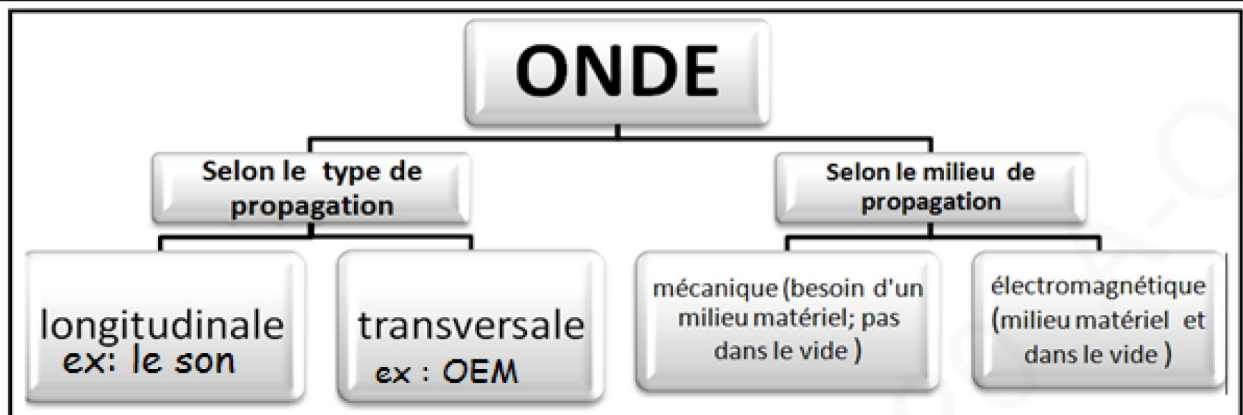 ONDE
Selon le type de
propagation
Selon le milieu de
propagation
longitudinale
ex: le son
transversale
ex : OEM
mécanique (besoin d'un
milieu matériel; pas
dans le vide )
électromagnétique
(milieu matériel et
dans le vide )